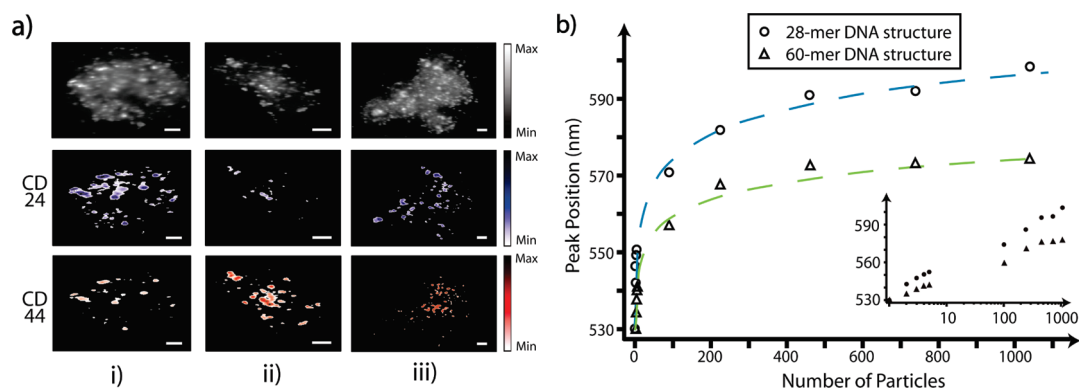 a)
Max
Min
CD
24
Max
Min
CD
44
Max
Min
i)
ii)
iii)
b)
28-mer DNA structure
60-mer DNA structure
Peak Position (nm)
590
570
550
530
0
200
400
600
800
1000
Number of Particles
590
560
530
10
100
1000